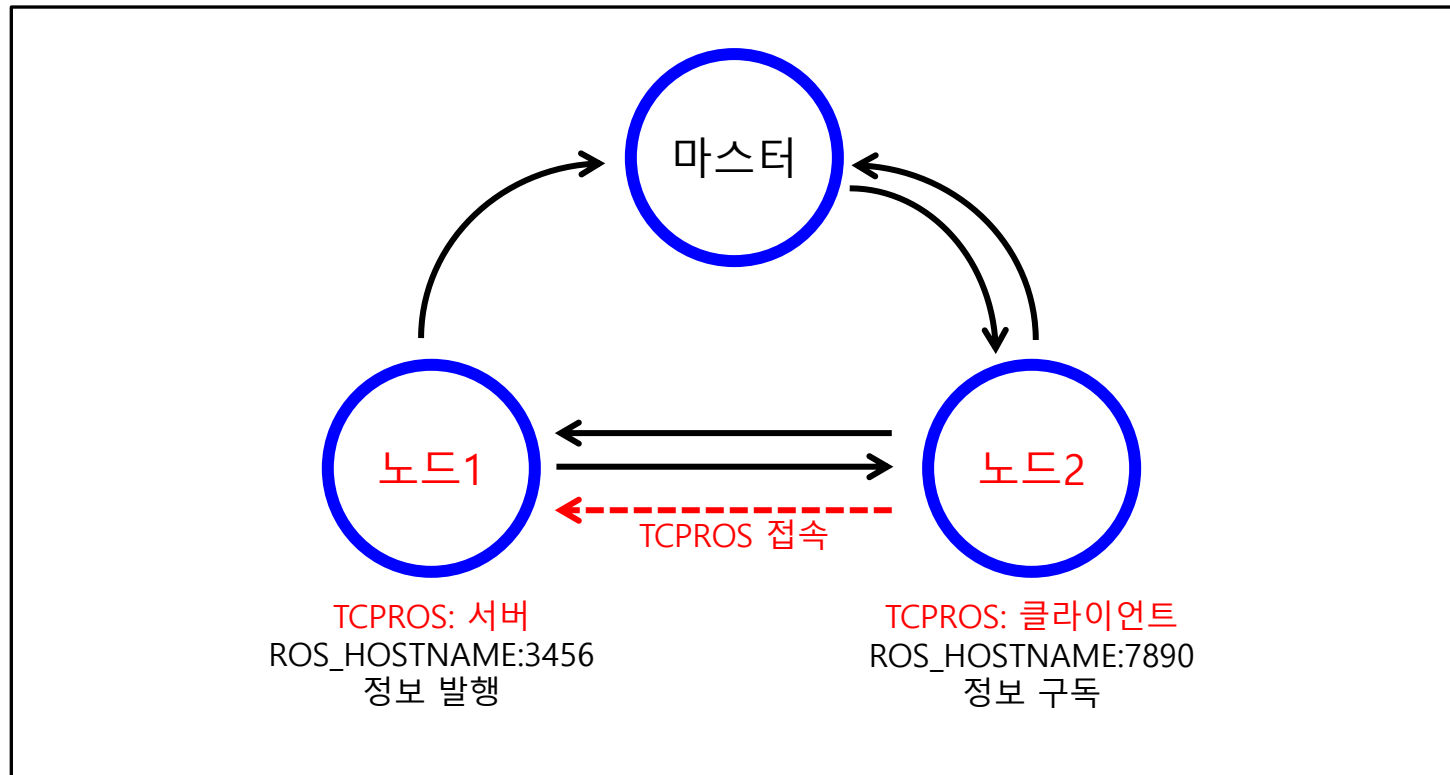 마스터
노드1
노드2
TCPROS 접속
TCPROS: 서버
ROS_HOSTNAME:3456
정보 발행
TCPROS: 클라이언트
ROS_HOSTNAME:7890
정보 구독